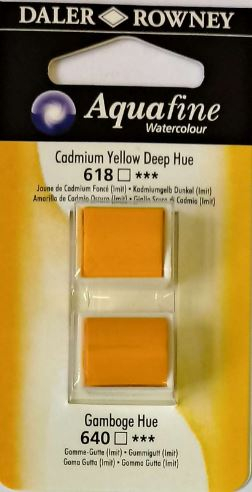 DALER ROWNEY
Aquafine
Watercolour
Cadmium Yellow Deep Hue
618 □ ***
Jaune de Cadmium Foncé (Imit) • Kadmiumgelb Dunkel (Imit)
Amarillo de Cadmio Oscuro (Imit) • Giallo Scuro di Cadmio (Imit)
Gamboge Hue
640 □ ***
Gomme-Gutte (Imit) • Gummigutt (Imit)
Goma Gutta (Imit) • Gomma Gutta (Imit)